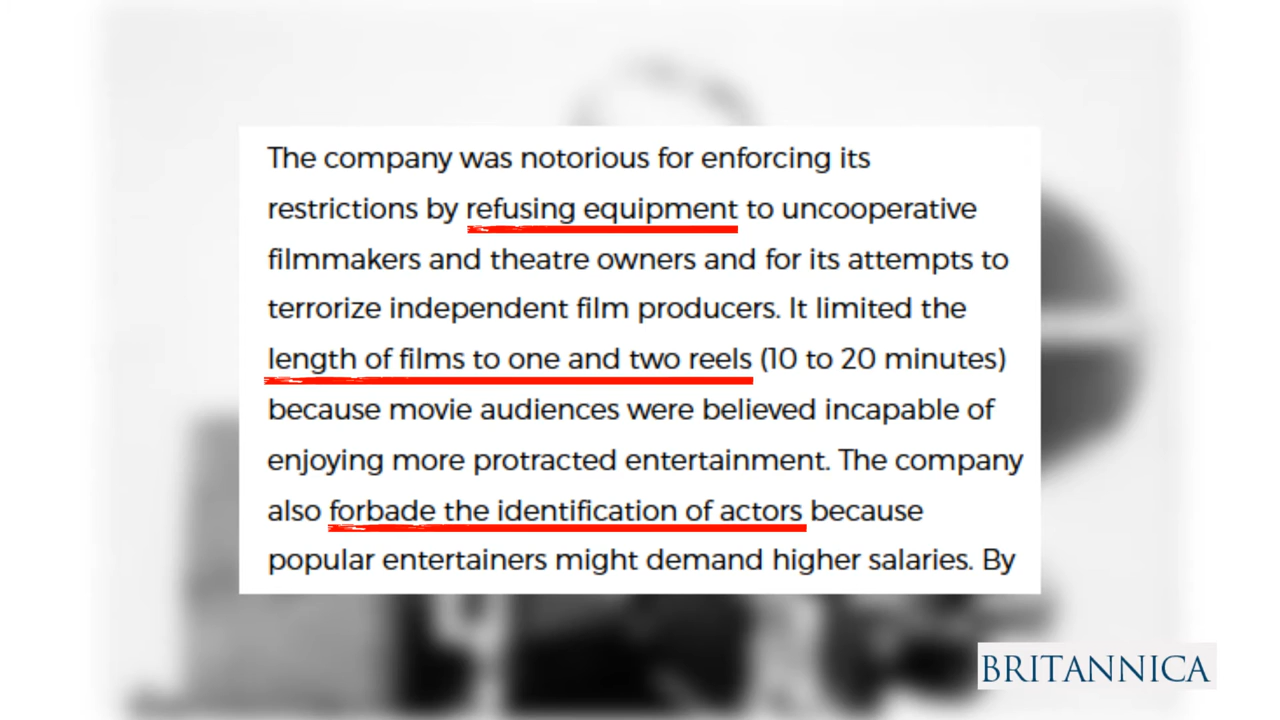 The company was notorious for enforcing its
restrictions by refusing equipment to uncooperative
filmmakers and theatre owners and for its attempts to
terrorize independent film producers. It limited the
length of films to one and two reels (10 to 20 minutes)
because movie audiences were believed incapable of
enjoying more protracted entertainment. The company
also forbade the identification of actors because
popular entertainers might demand higher salaries. By
BRITANNICA